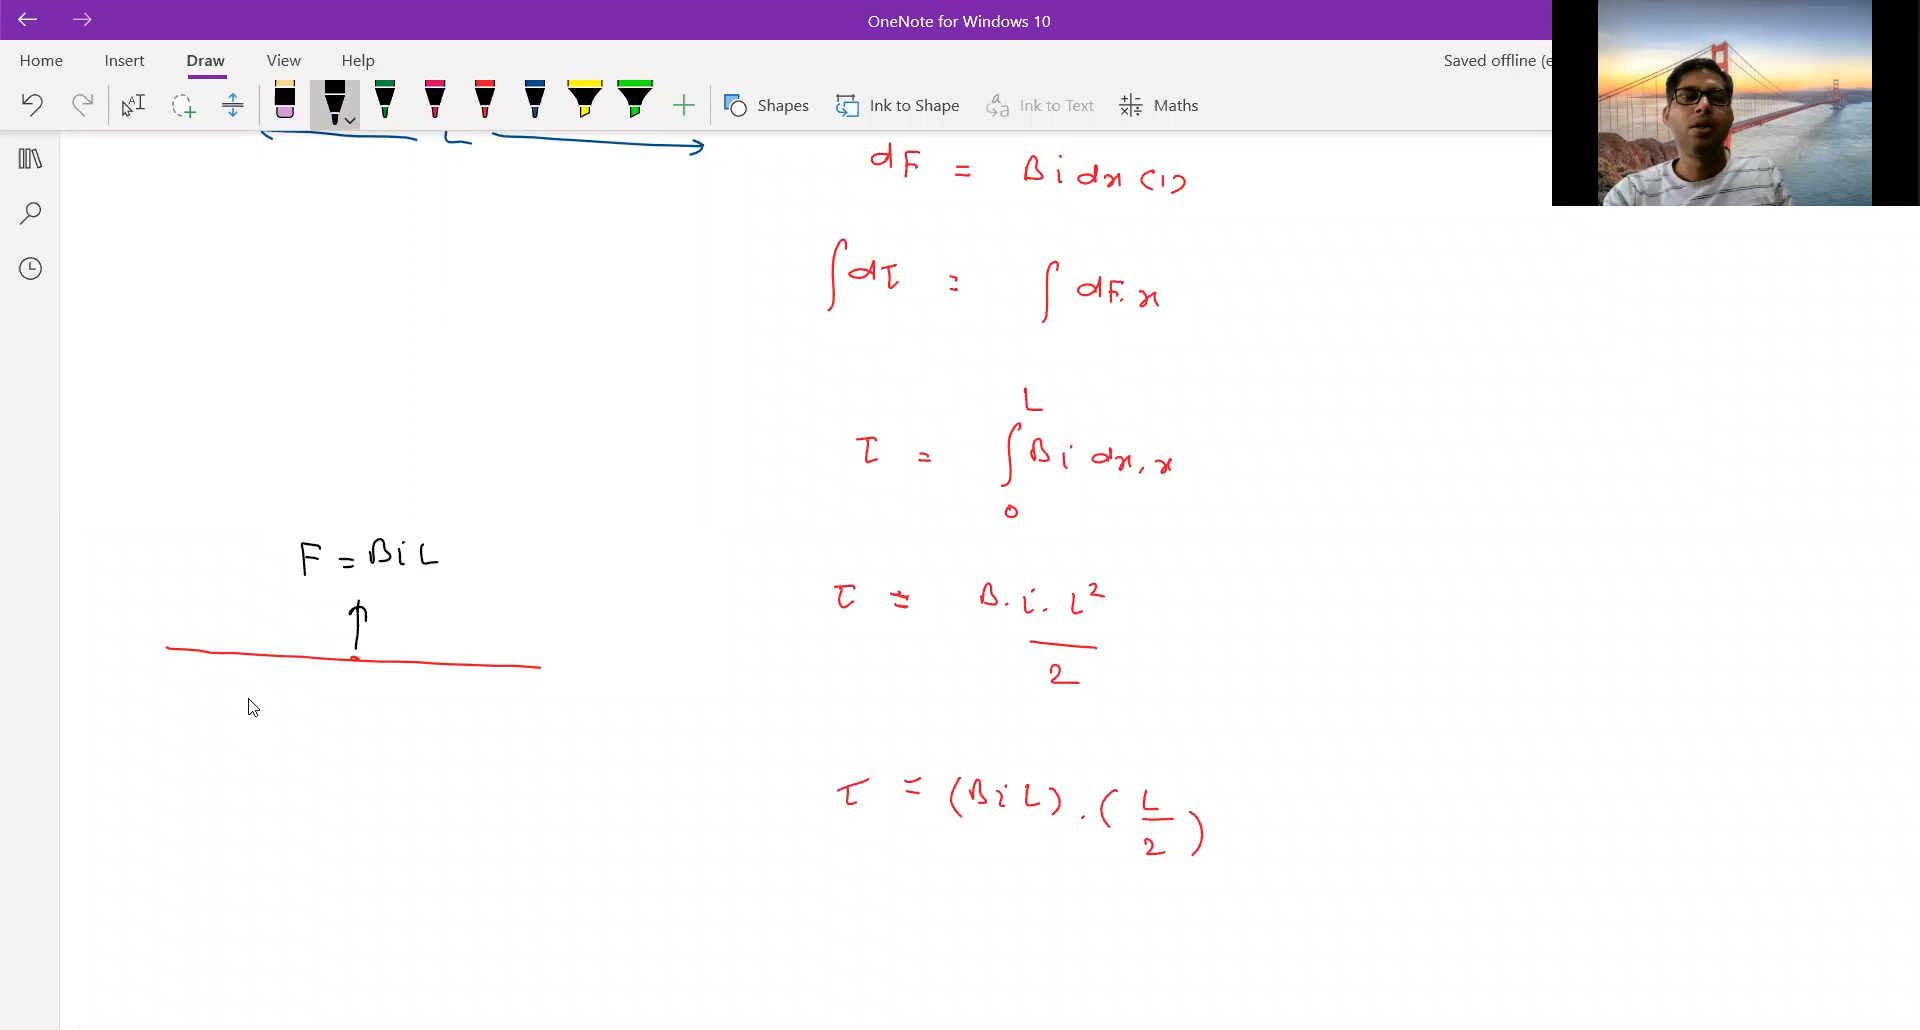 OneNote for Windows 10
Home Insert Draw View Help Saved offline (e
Shapes Ink to Shape Ink to Text Maths
L
dF = Bi dx (1)
∫dτ = ∫ dF. x
τ = ∫₀ᴸ Bi dx. x
F = BiL
τ = B. i. L² / 2
τ = (BiL) . (L/2)